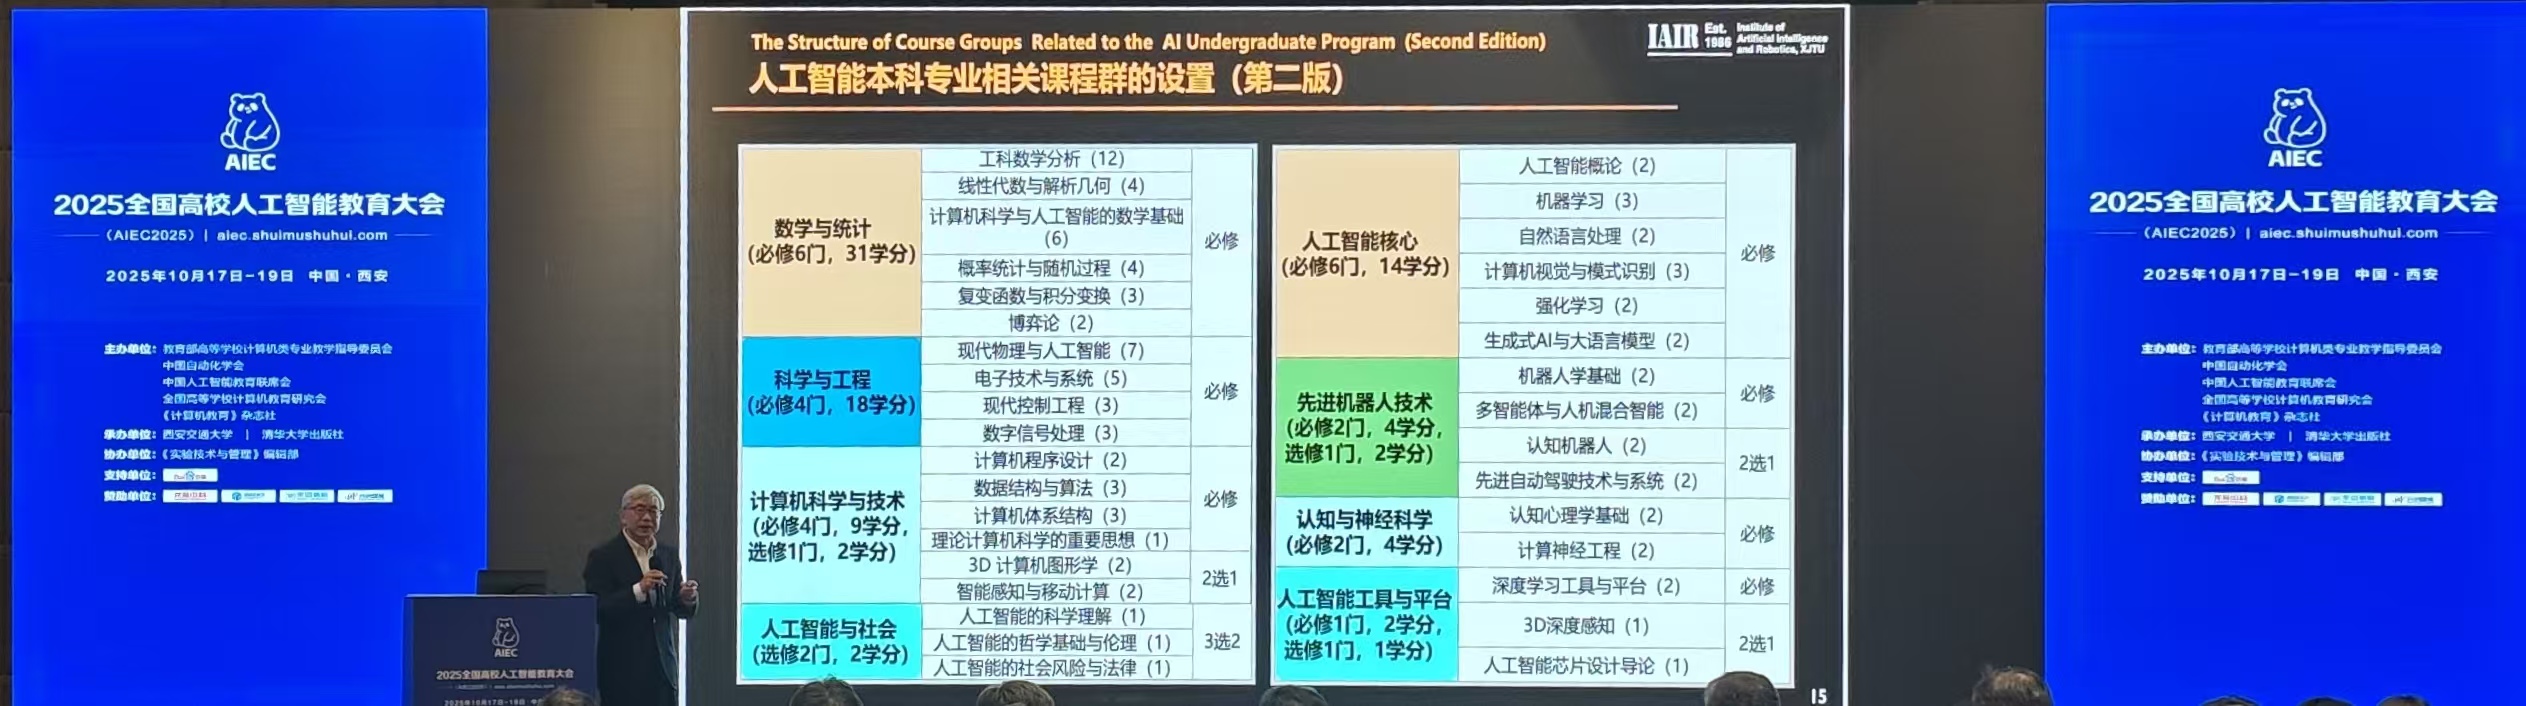 AIEC
2025全国高校人工智能教育大会
（AIEC2025）| aiec.shuimushuhui.com
2025年10月17日-19日 中国·西安
主办单位：教育部高等学校计算机类专业教学指导委员会
中国自动化学会
中国人工智能教育联席会
全国高等学校计算机教育研究会
《计算机教育》杂志社
承办单位：西安交通大学 | 清华大学出版社
协办单位：《实验技术与管理》编辑部
支持单位：
赞助单位：
AIEC
2025全国高校人工智能教育大会
The Structure of Course Groups Related to the AI Undergraduate Program (Second Edition)
人工智能本科专业相关课程群的设置（第二版）
IAIR Est. 1986 Institute of Artificial Intelligence and Robotics, XJTU
数学与统计
(必修6门，31学分)
工科数学分析（12）
线性代数与解析几何（4）
计算机科学与人工智能的数学基础
(6)
概率统计与随机过程（4）
复变函数与积分变换（3）
博弈论（2）
必修
科学与工程
(必修4门，18学分)
现代物理与人工智能（7）
电子技术与系统（5）
现代控制工程（3）
数字信号处理（3）
必修
计算机科学与技术
(必修4门，9学分，
选修1门，2学分)
计算机程序设计（2）
数据结构与算法（3）
计算机体系结构（3）
理论计算机科学的重要思想（1）
必修
3D 计算机图形学（2）
智能感知与移动计算（2）
2选1
人工智能与社会
(选修2门，2学分)
人工智能的科学理解（1）
人工智能的哲学基础与伦理（1）
人工智能的社会风险与法律（1）
3选2
人工智能核心
(必修6门，14学分)
人工智能概论（2）
机器学习（3）
自然语言处理（2）
计算机视觉与模式识别（3）
强化学习（2）
生成式AI与大语言模型（2）
必修
先进机器人技术
(必修2门，4学分，
选修1门，2学分)
机器人学基础（2）
多智能体与人机混合智能（2）
必修
认知机器人（2）
先进自动驾驶技术与系统（2）
2选1
认知与神经科学
(必修2门，4学分)
认知心理学基础（2）
计算神经工程（2）
必修
人工智能工具与平台
(必修1门，2学分，
选修1门，1学分)
深度学习工具与平台（2）
必修
3D深度感知（1）
人工智能芯片设计导论（1）
2选1
15
AIEC
2025全国高校人工智能教育大会
（AIEC2025）| aiec.shuimushuhui.com
2025年10月17日-19日 中国·西安
主办单位：教育部高等学校计算机类专业教学指导委员会
中国自动化学会
中国人工智能教育联席会
全国高等学校计算机教育研究会
《计算机教育》杂志社
承办单位：西安交通大学 | 清华大学出版社
协办单位：《实验技术与管理》编辑部
支持单位：
赞助单位：